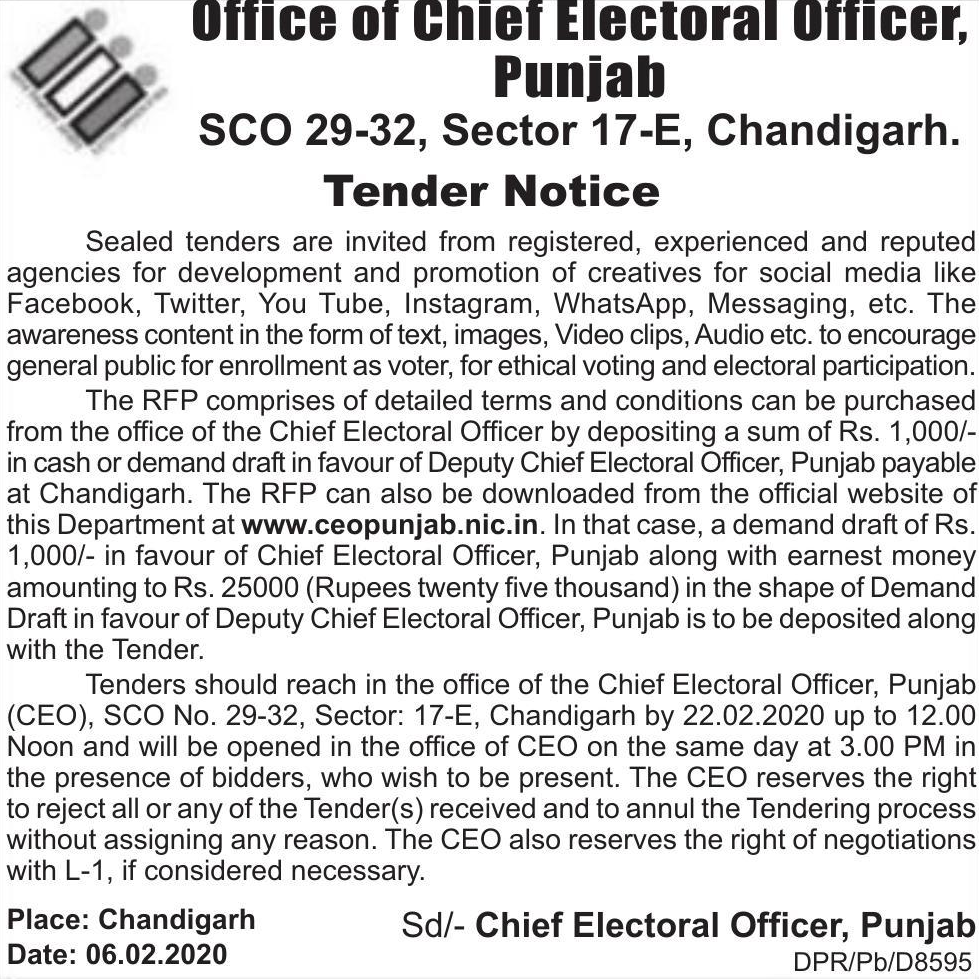 Office of Chief Electoral Officer,
Punjab
SCO 29-32, Sector 17-E, Chandigarh.
Tender Notice
Sealed tenders are invited from registered, experienced and reputed
agencies for development and promotion of creatives for social media like
Facebook, Twitter, You Tube, Instagram, WhatsApp, Messaging, etc. The
awareness content in the form of text, images, Video clips, Audio etc. to encourage
general public for enrollment as voter, for ethical voting and electoral participation.
The RFP comprises of detailed terms and conditions can be purchased
from the office of the Chief Electoral Officer by depositing a sum of Rs. 1,000/-
in cash or demand draft in favour of Deputy Chief Electoral Officer, Punjab payable
at Chandigarh. The RFP can also be downloaded from the official website of
this Department at www.ceopunjab.nic.in. In that case, a demand draft of Rs.
1,000/- in favour of Chief Electoral Officer, Punjab along with earnest money
amounting to Rs. 25000 (Rupees twenty five thousand) in the shape of Demand
Draft in favour of Deputy Chief Electoral Officer, Punjab is to be deposited along
with the Tender.
Tenders should reach in the office of the Chief Electoral Officer, Punjab
(CEO), SCO No. 29-32, Sector: 17-E, Chandigarh by 22.02.2020 up to 12.00
Noon and will be opened in the office of CEO on the same day at 3.00 PM in
the presence of bidders, who wish to be present. The CEO reserves the right
to reject all or any of the Tender(s) received and to annul the Tendering process
without assigning any reason. The CEO also reserves the right of negotiations
with L-1, if considered necessary.
Place: Chandigarh
Date: 06.02.2020
Sd/- Chief Electoral Officer, Punjab
DPR/Pb/D8595